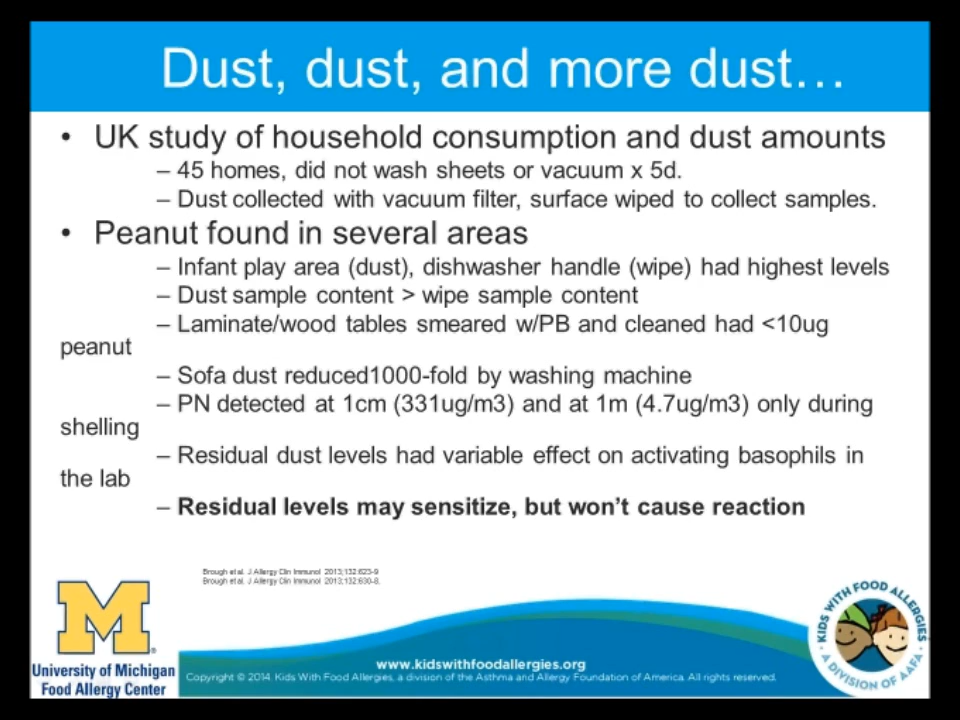 Dust, dust, and more dust…
• UK study of household consumption and dust amounts
– 45 homes, did not wash sheets or vacuum x 5d.
– Dust collected with vacuum filter, surface wiped to collect samples.
• Peanut found in several areas
– Infant play area (dust), dishwasher handle (wipe) had highest levels
– Dust sample content > wipe sample content
– Laminate/wood tables smeared w/PB and cleaned had <10ug
peanut
– Sofa dust reduced1000-fold by washing machine
– PN detected at 1cm (331ug/m3) and at 1m (4.7ug/m3) only during
shelling
– Residual dust levels had variable effect on activating basophils in
the lab
– Residual levels may sensitize, but won't cause reaction
Brough et al. J Allergy Clin Immunol 2013;132:623-9
Brough et al. J Allergy Clin Immunol 2013;132:630-8.
M
University of Michigan
Food Allergy Center
www.kidswithfoodallergies.org
Copyright © 2014 Kids With Food Allergies, a division of the Asthma and Allergy Foundation of America. All rights reserved.
• KIDS WITH FOOD ALLERGIES •
A DIVISION OF AAFA